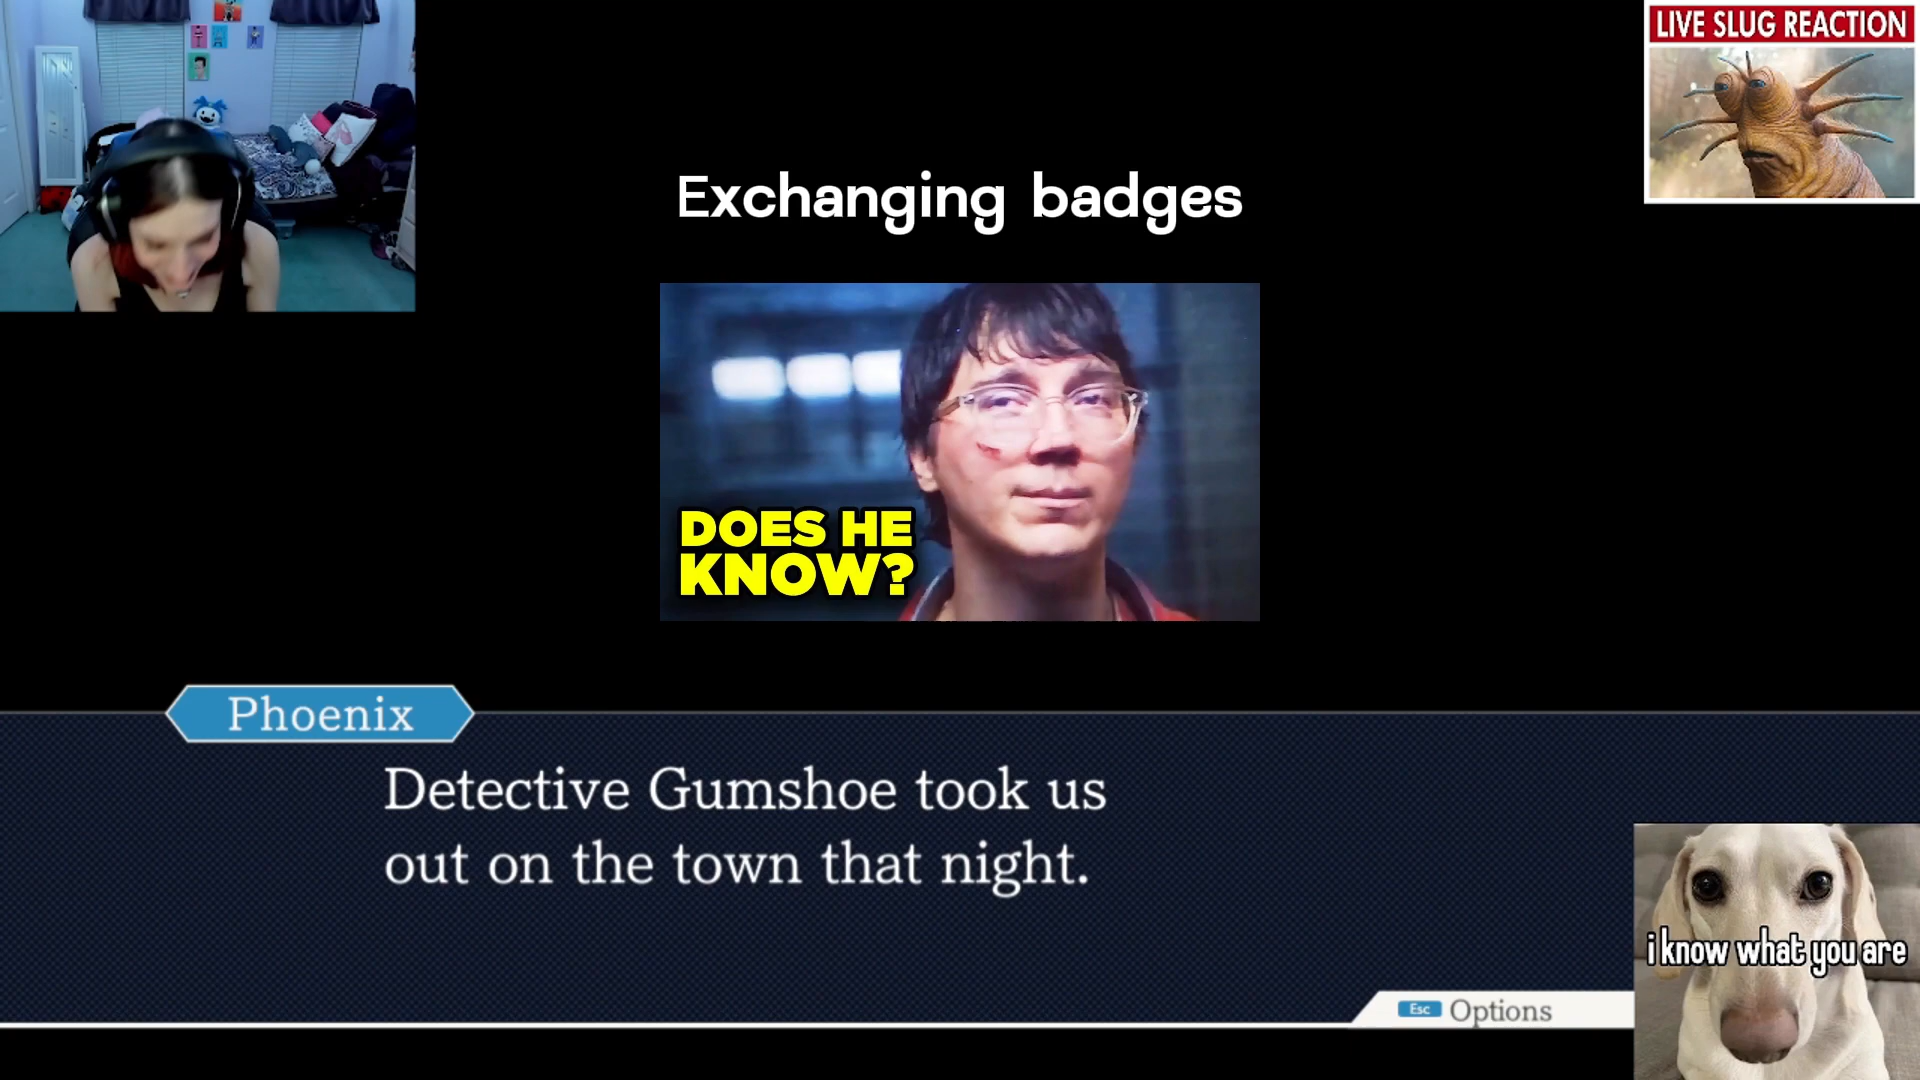 LIVE SLUG REACTION
Exchanging badges
DOES HE
KNOW?
Phoenix
Detective Gumshoe took us
out on the town that night.
i know what you are
Esc Options